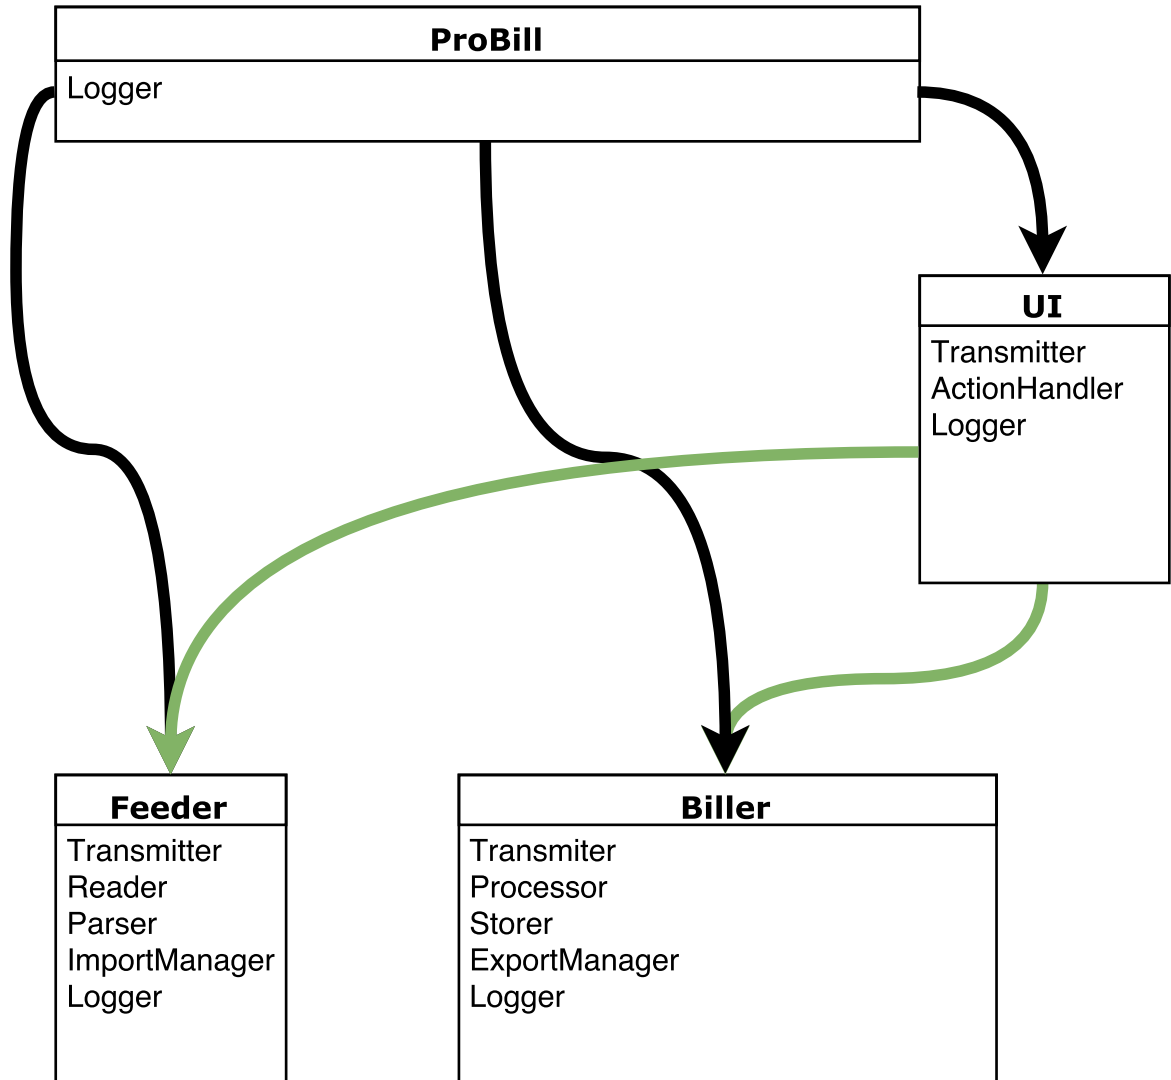 ProBill
Logger
UI
Transmitter
ActionHandler
Logger
Feeder
Transmitter
Reader
Parser
ImportManager
Logger
Biller
Transmiter
Processor
Storer
ExportManager
Logger